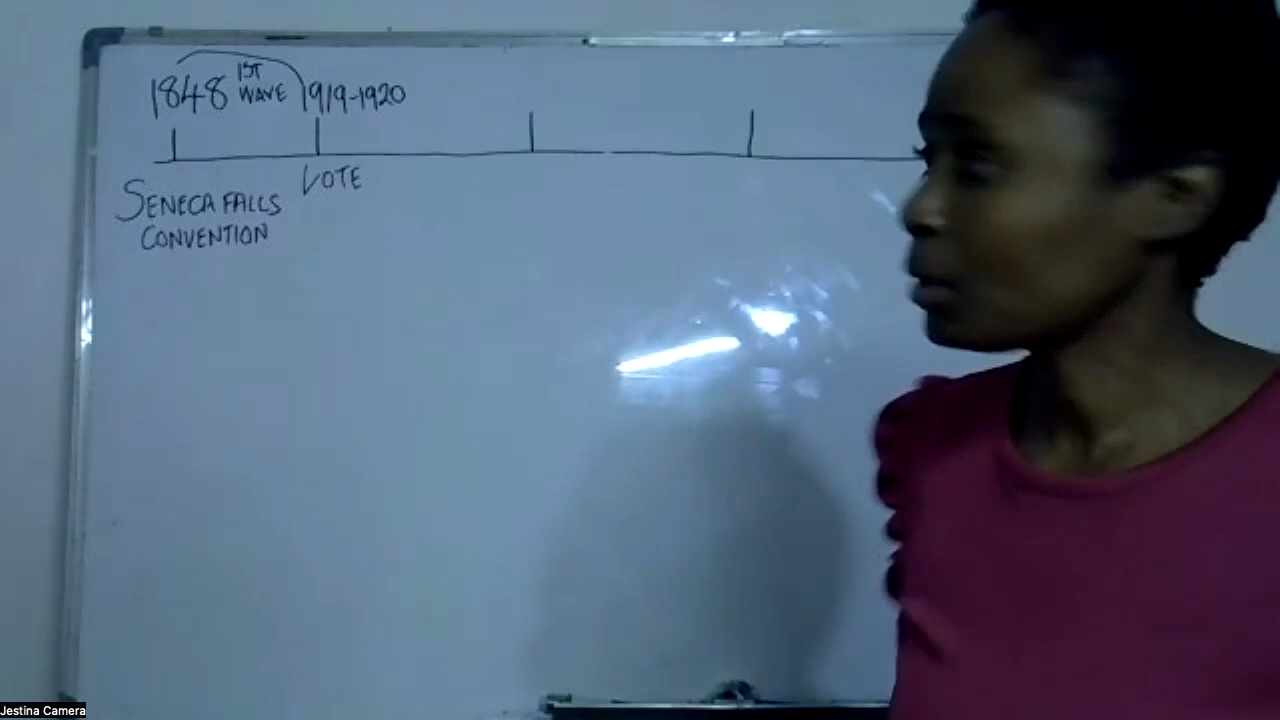 1848 1ST WAVE 1919-1920
VOTE
SENECA FALLS
CONVENTION
Jestina Camera